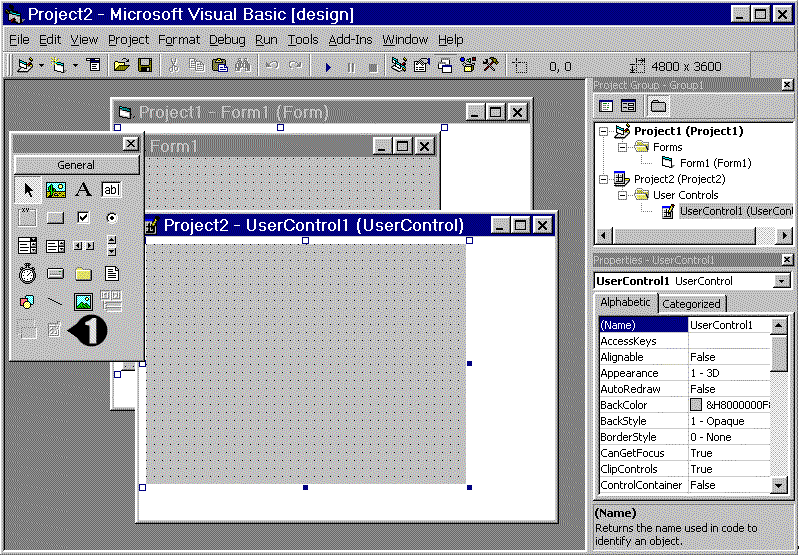 Project2 - Microsoft Visual Basic [design]
File Edit View Project Format Debug Run Tools Add-Ins Window Help
0, 0 4800 x 3600
Project1 - Form1 (Form)
Form1
General
A ab|
xv
1
Project2 - UserControl1 (UserControl)
Project Group - Group1
Project1 (Project1)
Forms
Form1 (Form1)
Project2 (Project2)
User Controls
UserControl1 (UserCont
Properties - UserControl1
UserControl1 UserControl
Alphabetic Categorized
(Name) UserControl1
AccessKeys
Alignable False
Appearance 1 - 3D
AutoRedraw False
BackColor &H8000000F&
BackStyle 1 - Opaque
BorderStyle 0 - None
CanGetFocus True
ClipControls True
ControlContainer False
(Name)
Returns the name used in code to
identify an object.